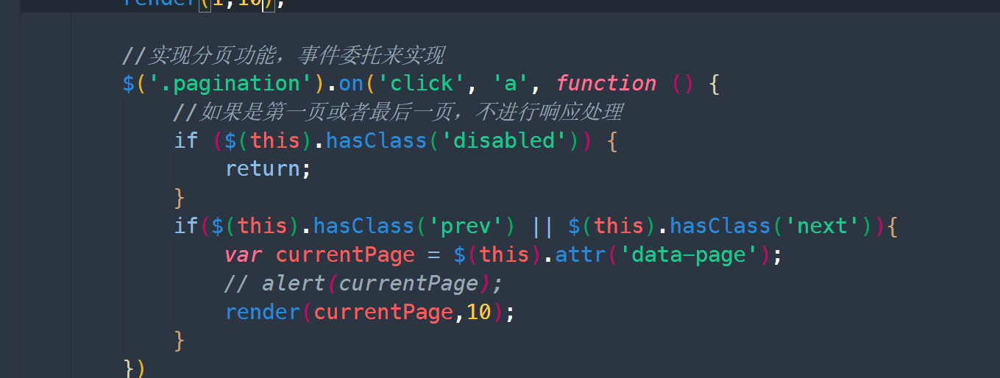 render(1,10);
//实现分页功能，事件委托来实现
$('.pagination').on('click', 'a', function () {
//如果是第一页或者最后一页，不进行响应处理
if ($(this).hasClass('disabled')) {
return;
}
if($(this).hasClass('prev') || $(this).hasClass('next')){
var currentPage = $(this).attr('data-page');
// alert(currentPage);
render(currentPage,10);
}
})